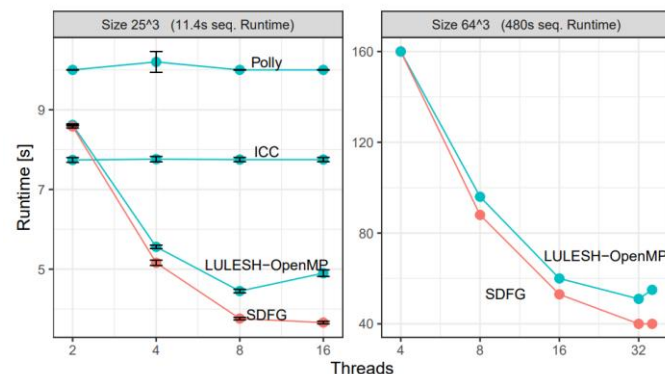 Size 25^3 (11.4s seq. Runtime)
Size 64^3 (480s seq. Runtime)
Runtime [s]
9
7
5
Polly
ICC
LULESH-OpenMP
SDFG
2
4
8
16
160
120
80
40
LULESH-OpenMP
SDFG
4
8
16
32
Threads